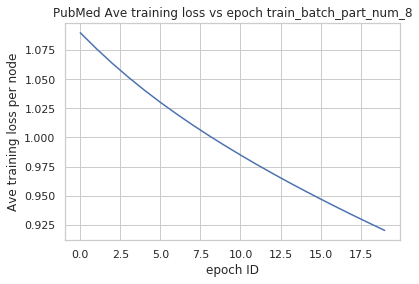 PubMed Ave training loss vs epoch train_batch_part_num_8
1.075
1.050
1.025
1.000
0.975
0.950
0.925
Ave training loss per node
0.0 2.5 5.0 7.5 10.0 12.5 15.0 17.5
epoch ID